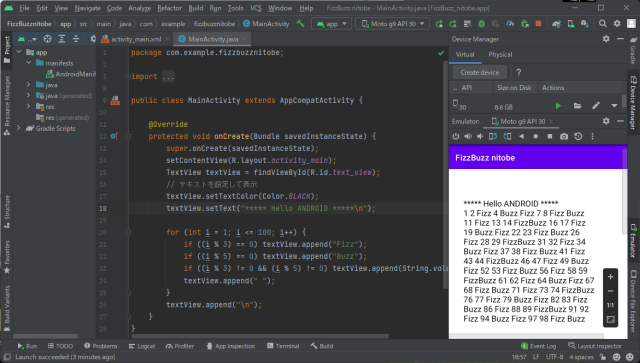 FizzBuzznitobe File Edit View Navigate Code FizzBuzz nitobe - MainActivity.java [FizzBuzz_nitobe.app]
FizzBuzznitobe app src main java com example fizzbuzznitobe MainActivity app Moto g9 API 30
Android
app
manifests
AndroidManif
java
java (generated)
res
res (generated)
Gradle Scripts
activity_main.xml
MainActivity.java
package com.example.fizzbuzznitobe;
import ...
public class MainActivity extends AppCompatActivity {
@Override
protected void onCreate(Bundle savedInstanceState) {
super.onCreate(savedInstanceState);
setContentView(R.layout.activity_main);
TextView textView = findViewById(R.id.text_view);
// テキストを設定して表示
textView.setTextColor(Color.BLACK);
textView.setText("***** Hello ANDROID *****\n");
for (int i = 1; i <= 100; i++) {
if ((i % 3) == 0) textView.append("Fizz");
if ((i % 5) == 0) textView.append("Buzz");
if ((i % 3) != 0 && (i % 5) != 0) textView.append(String.valu
textView.append(" ");
}
textView.append("\n");
}
}
Device Manager
Virtual Physical
Create device ?
API Size on Disk Actions
30 8.6 GB
Emulator: Moto g9 API 30
FizzBuzz nitobe
***** Hello ANDROID *****
1 2 Fizz 4 Buzz Fizz 7 8 Fizz Buzz
11 Fizz 13 14 FizzBuzz 16 17 Fizz
19 Buzz Fizz 22 23 Fizz Buzz 26
Fizz 28 29 FizzBuzz 31 32 Fizz 34
Buzz Fizz 37 38 Fizz Buzz 41 Fizz
43 44 FizzBuzz 46 47 Fizz 49 Buzz
Fizz 52 53 Fizz Buzz 56 Fizz 58 59
FizzBuzz 61 62 Fizz 64 Buzz Fizz 67
68 Fizz Buzz 71 Fizz 73 74 FizzBuzz
76 77 Fizz 79 Buzz Fizz 82 83 Fizz
Buzz 86 Fizz 88 89 FizzBuzz 91 92
Fizz 94 Buzz Fizz 97 98 Fizz Buzz
1:1
Project
Resource Manager
Structure
Favorites
Build Variants
Gradle
Device Manager
Emulator
Device File Explorer
Run TODO Problems Terminal Logcat Profiler App Inspection Build Event Log Layout Inspector
Launch succeeded (3 minutes ago) 18:57 LF UTF-8 4 spaces